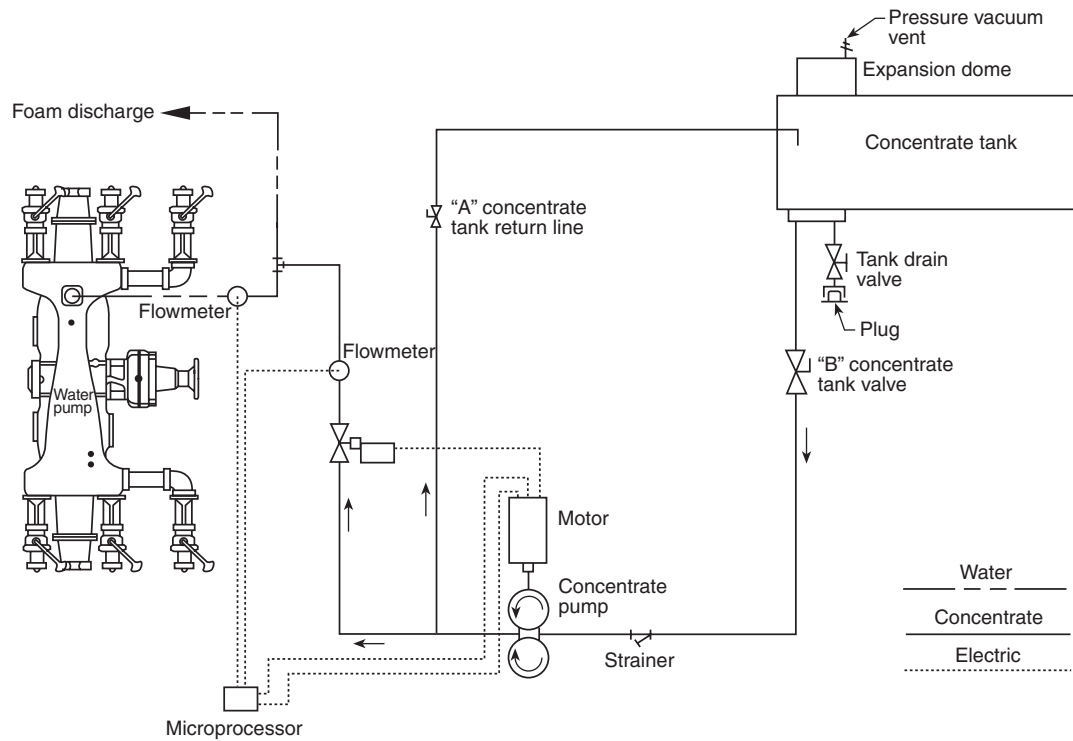 Pressure vacuum
vent
Expansion dome
Foam discharge
Concentrate tank
“A” concentrate
tank return line
Tank drain
valve
Flowmeter
Plug
Flowmeter
“B” concentrate
tank valve
Water
pump
Motor
Concentrate
pump
Strainer
Microprocessor
Water
Concentrate
Electric